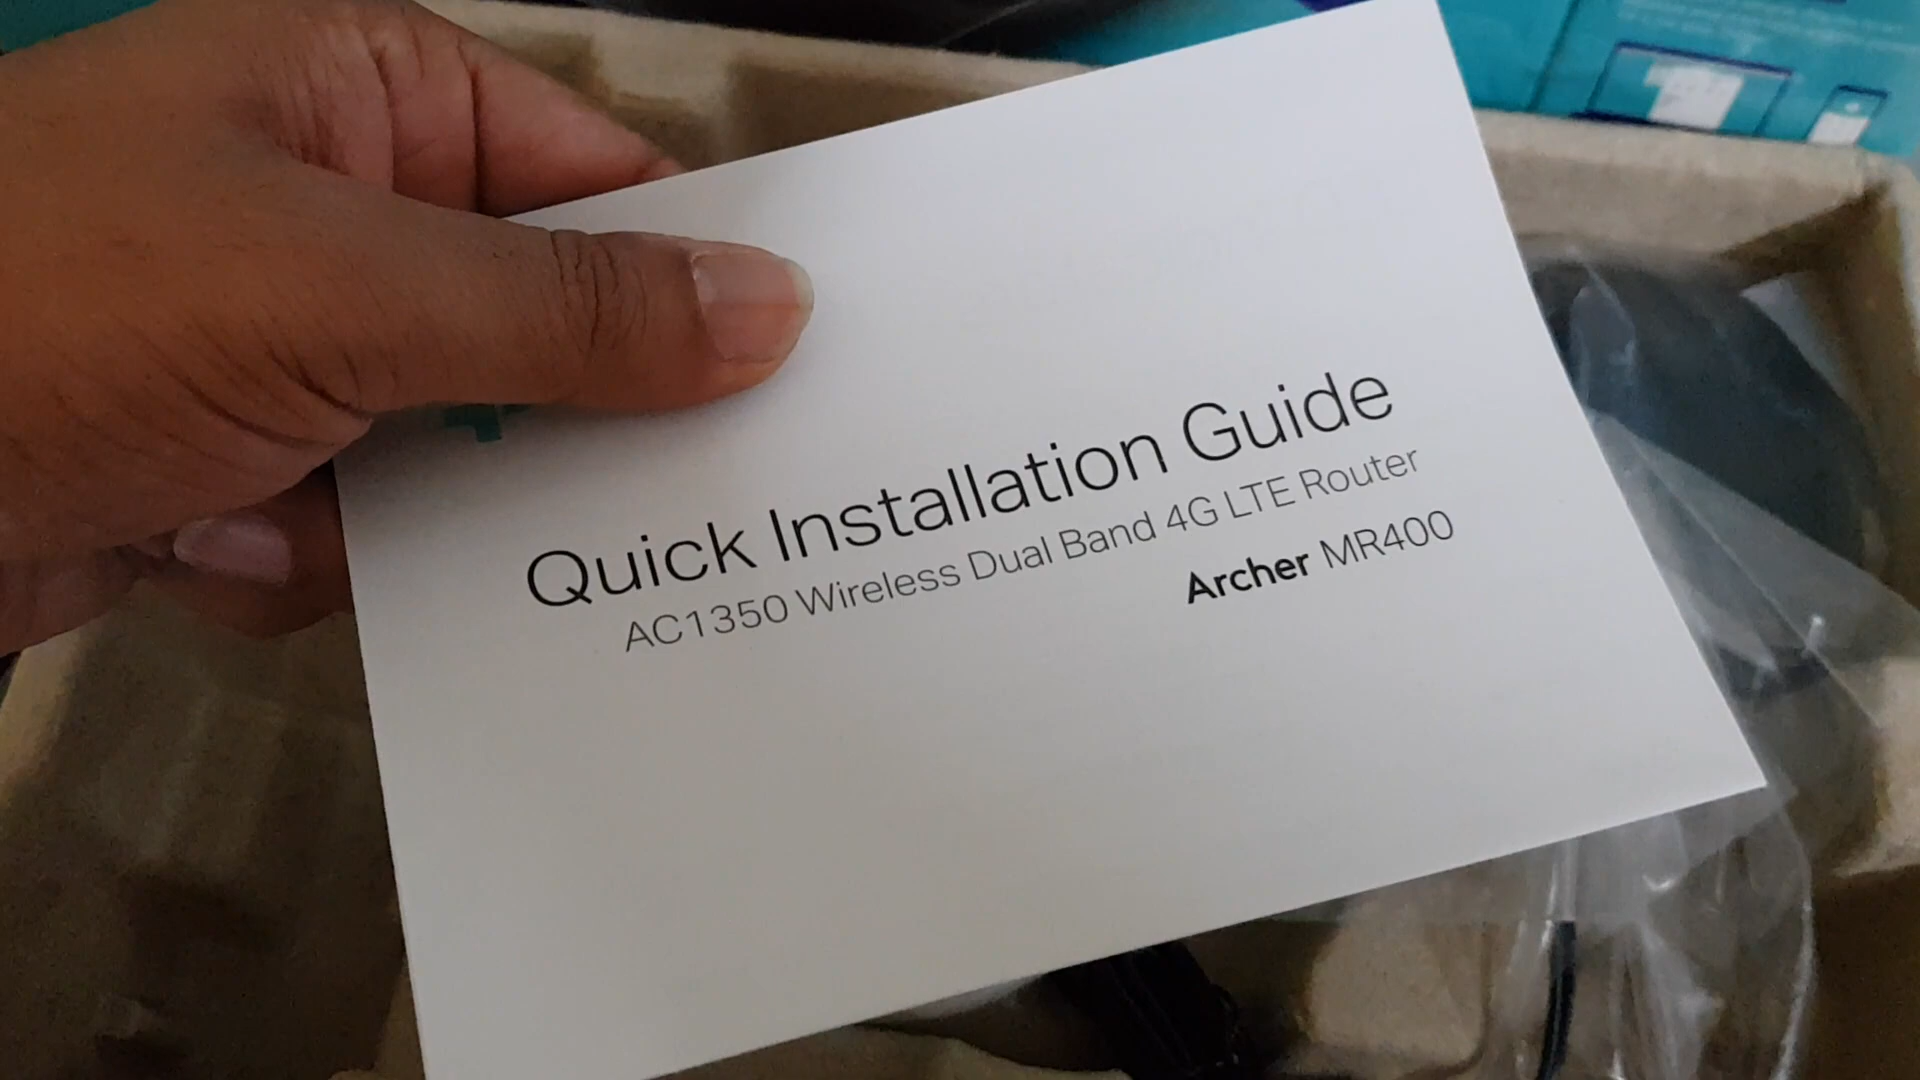 Quick Installation Guide
AC1350 Wireless Dual Band 4G LTE Router
Archer MR400